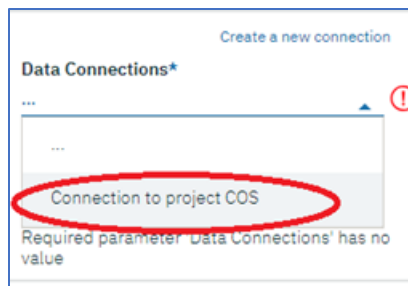 Create a new connection
Data Connections*
...
...
Connection to project COS
Required parameter 'Data Connections' has no
value